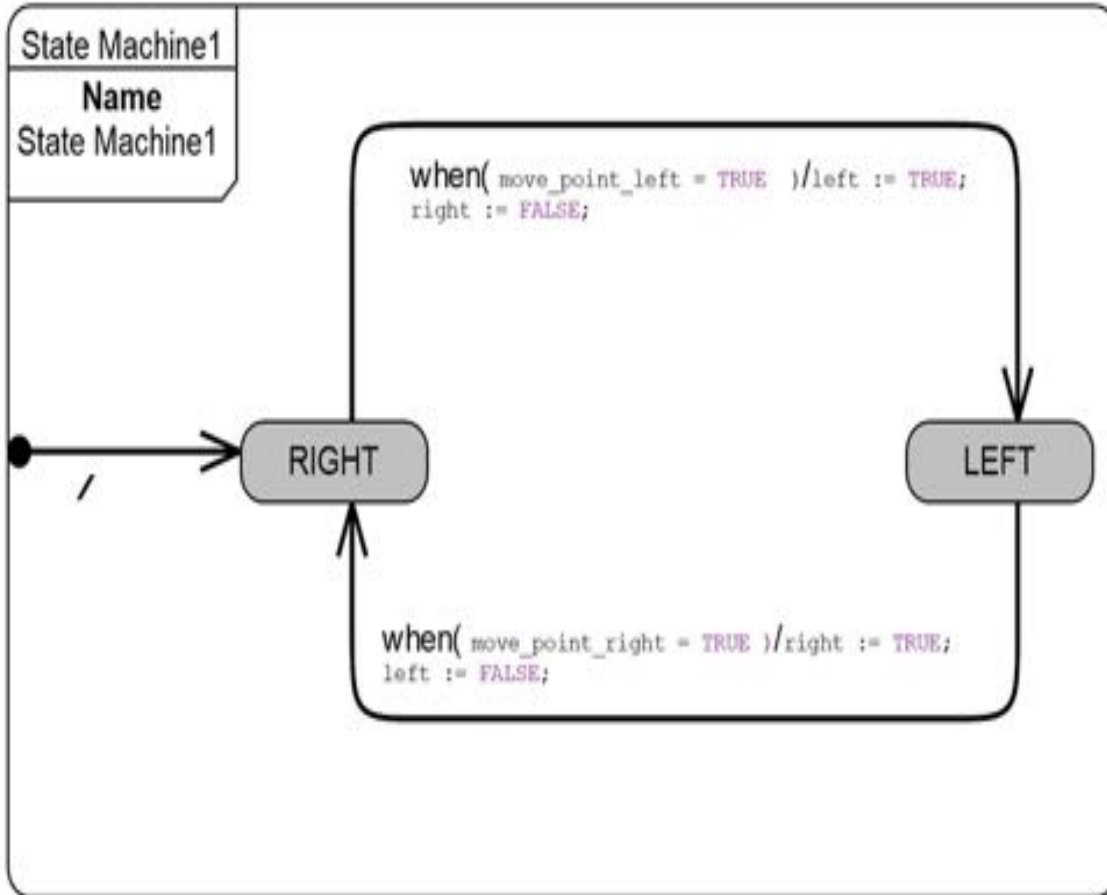 State Machine1
Name
State Machine1
when( move_point_left = TRUE )/left := TRUE;
right := FALSE;
RIGHT
LEFT
/
when( move_point_right = TRUE )/right := TRUE;
left := FALSE;